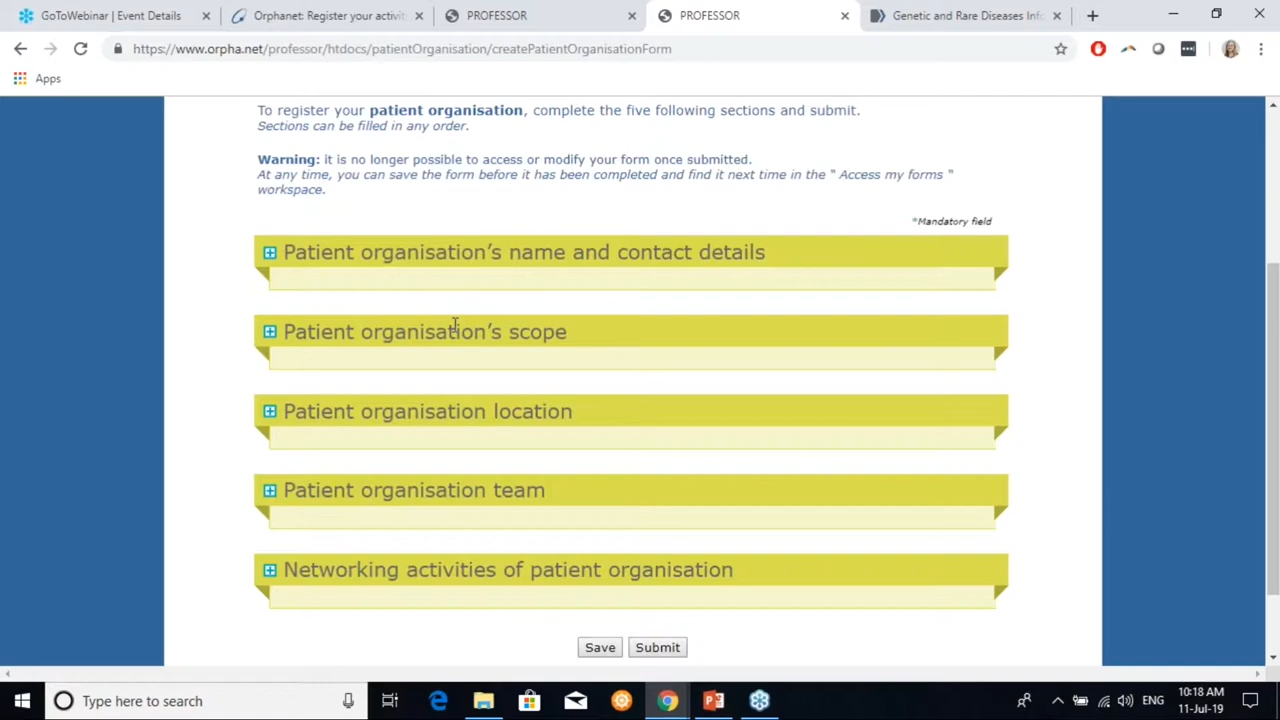 GoToWebinar | Event Details
Orphanet: Register your activit
PROFESSOR
PROFESSOR
Genetic and Rare Diseases Inf
https://www.orpha.net/professor/htdocs/patientOrganisation/createPatientOrganisationForm
Apps
To register your patient organisation, complete the five following sections and submit.
Sections can be filled in any order.
Warning: it is no longer possible to access or modify your form once submitted.
At any time, you can save the form before it has been completed and find it next time in the " Access my forms "
workspace.
*Mandatory field
Patient organisation's name and contact details
Patient organisation's scope
Patient organisation location
Patient organisation team
Networking activities of patient organisation
Save Submit
Type here to search
ENG
10:18 AM
11-Jul-19